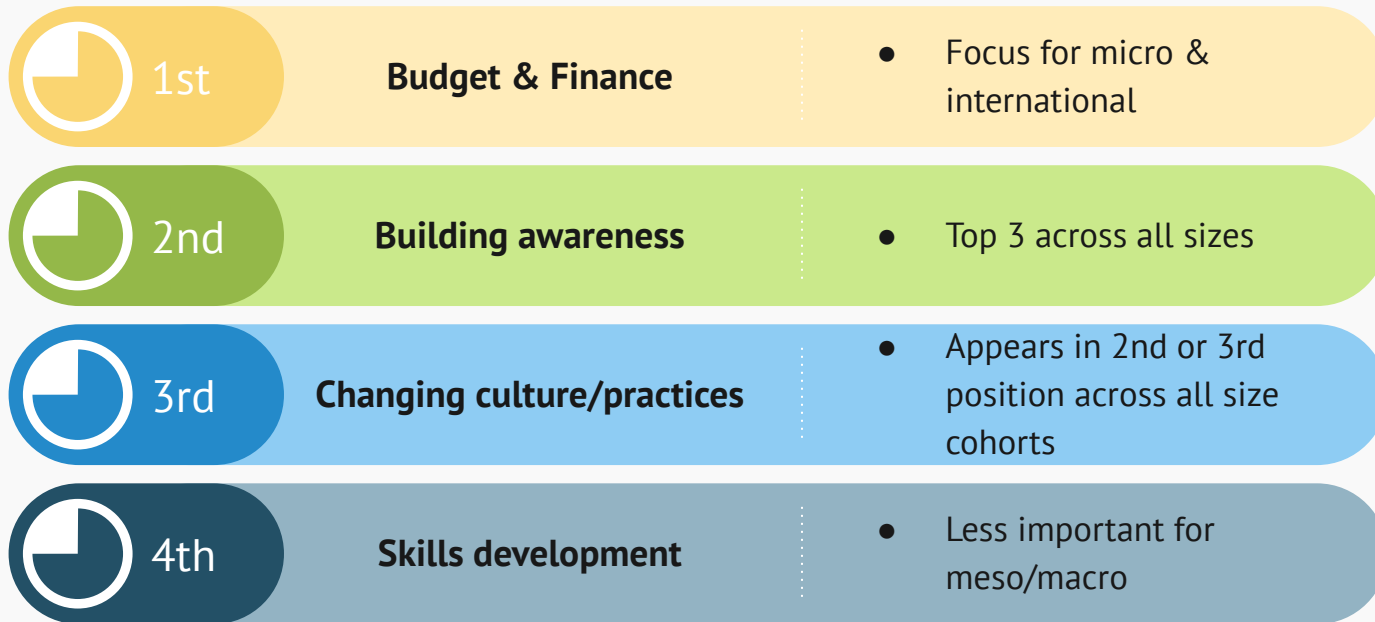 1st
Budget & Finance
● Focus for micro &
international
2nd
Building awareness
● Top 3 across all sizes
3rd
Changing culture/practices
● Appears in 2nd or 3rd
position across all size
cohorts
4th
Skills development
● Less important for
meso/macro